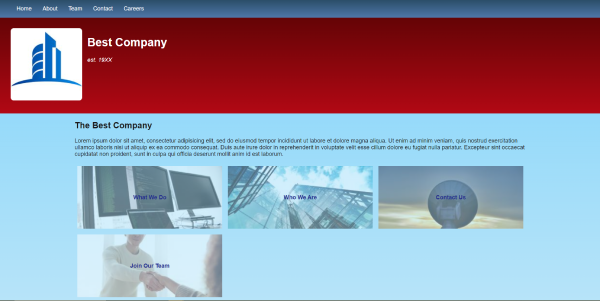 Home About Team Contact Careers
Best Company
est. 19XX
The Best Company
Lorem ipsum dolor sit amet, consectetur adipisicing elit, sed do eiusmod tempor incididunt ut labore et dolore magna aliqua. Ut enim ad minim veniam, quis nostrud exercitation
ullamco laboris nisi ut aliquip ex ea commodo consequat. Duis aute irure dolor in reprehenderit in voluptate velit esse cillum dolore eu fugiat nulla pariatur. Excepteur sint occaecat
cupidatat non proident, sunt in culpa qui officia deserunt mollit anim id est laborum.
What We Do Who We Are Contact Us
Join Our Team